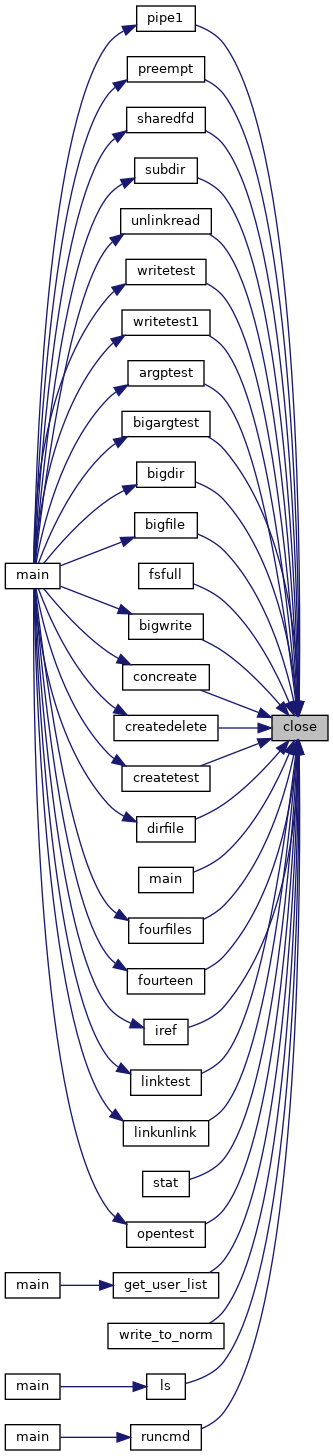 pipe1
preempt
sharedfd
subdir
unlinkread
writetest
writetest1
argptest
bigargtest
bigdir
bigfile
main
fsfull
bigwrite
concreate
createdelete
close
createtest
dirfile
main
fourfiles
fourteen
iref
linktest
linkunlink
stat
opentest
main
get_user_list
write_to_norm
main
ls
main
runcmd